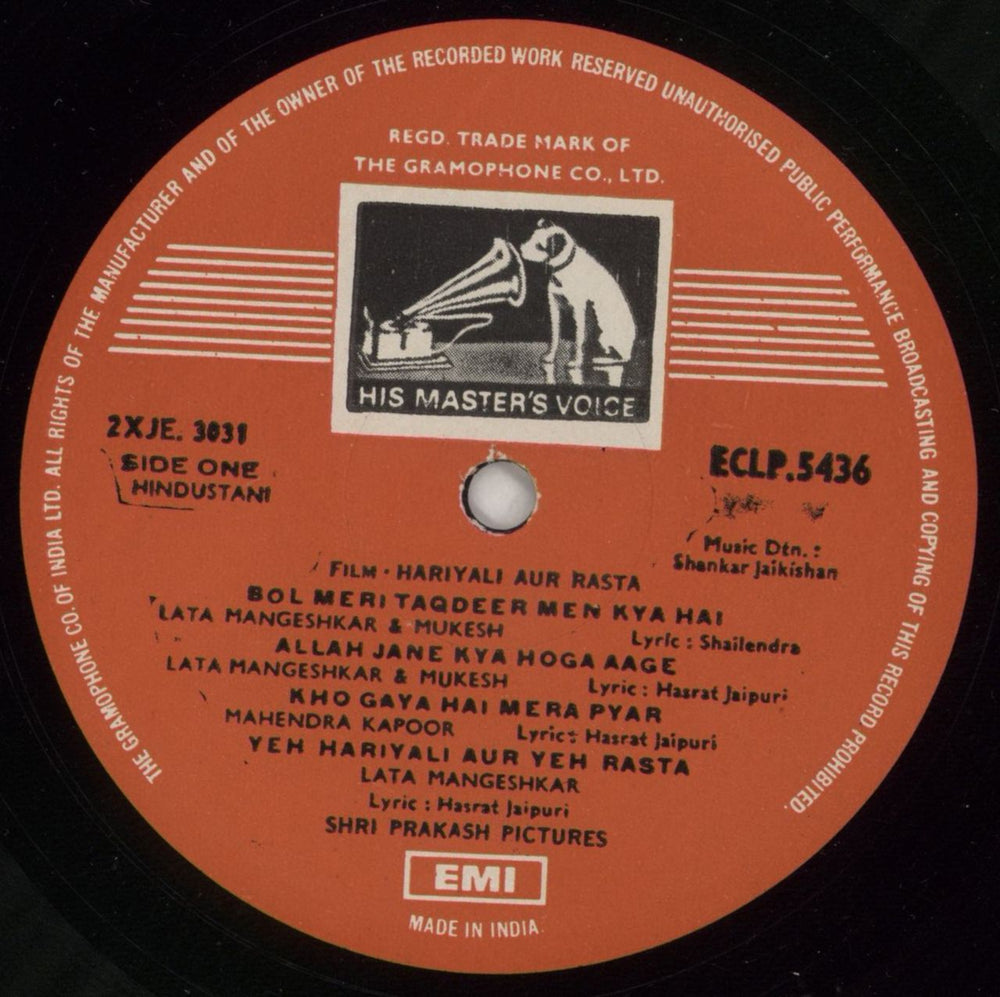 THE GRAMOPHONE CO. OF INDIA LTD. ALL RIGHTS OF THE MANUFACTURER AND OF THE OWNER OF THE RECORDED WORK RESERVED UNAUTHORISED PUBLIC PERFORMANCE BROADCASTING AND COPYING OF THIS RECORD PROHIBITED.
REGD. TRADE MARK OF
THE GRAMOPHONE CO., LTD.
HIS MASTER'S VOICE
2XJE. 3031
SIDE ONE
HINDUSTANI
ECLP.5436
Music Dtn. :
Shankar Jaikishan
FILM - HARIYALI AUR RASTA
BOL MERI TAQDEER MEN KYA HAI
LATA MANGESHKAR & MUKESH Lyric : Shailendra
ALLAH JANE KYA HOGA AAGE
LATA MANGESHKAR & MUKESH Lyric : Hasrat Jaipuri
KHO GAYA HAI MERA PYAR
MAHENDRA KAPOOR Lyric : Hasrat Jaipuri
YEH HARIYALI AUR YEH RASTA
LATA MANGESHKAR
Lyric : Hasrat Jaipuri
SHRI PRAKASH PICTURES
EMI
MADE IN INDIA